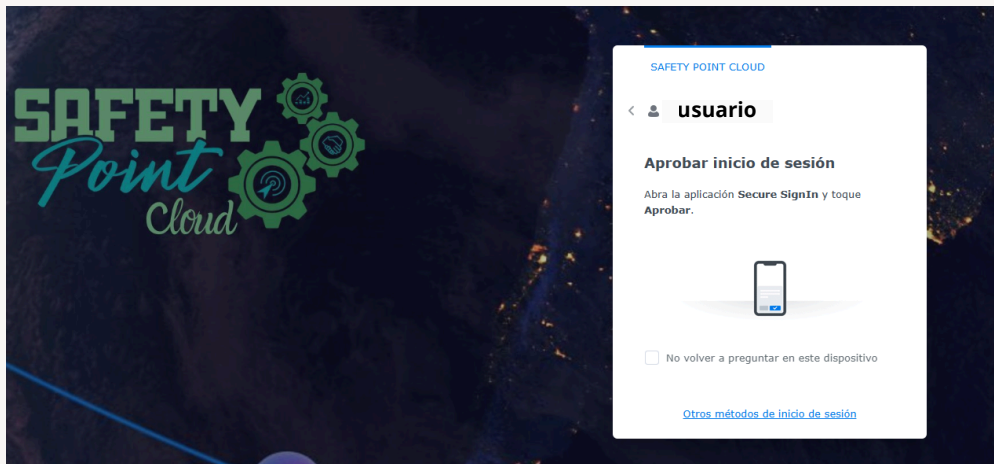 SAFETY
Point
Cloud
SAFETY POINT CLOUD
usuario
Aprobar inicio de sesión
Abra la aplicación Secure SignIn y toque
Aprobar.
No volver a preguntar en este dispositivo
Otros métodos de inicio de sesión